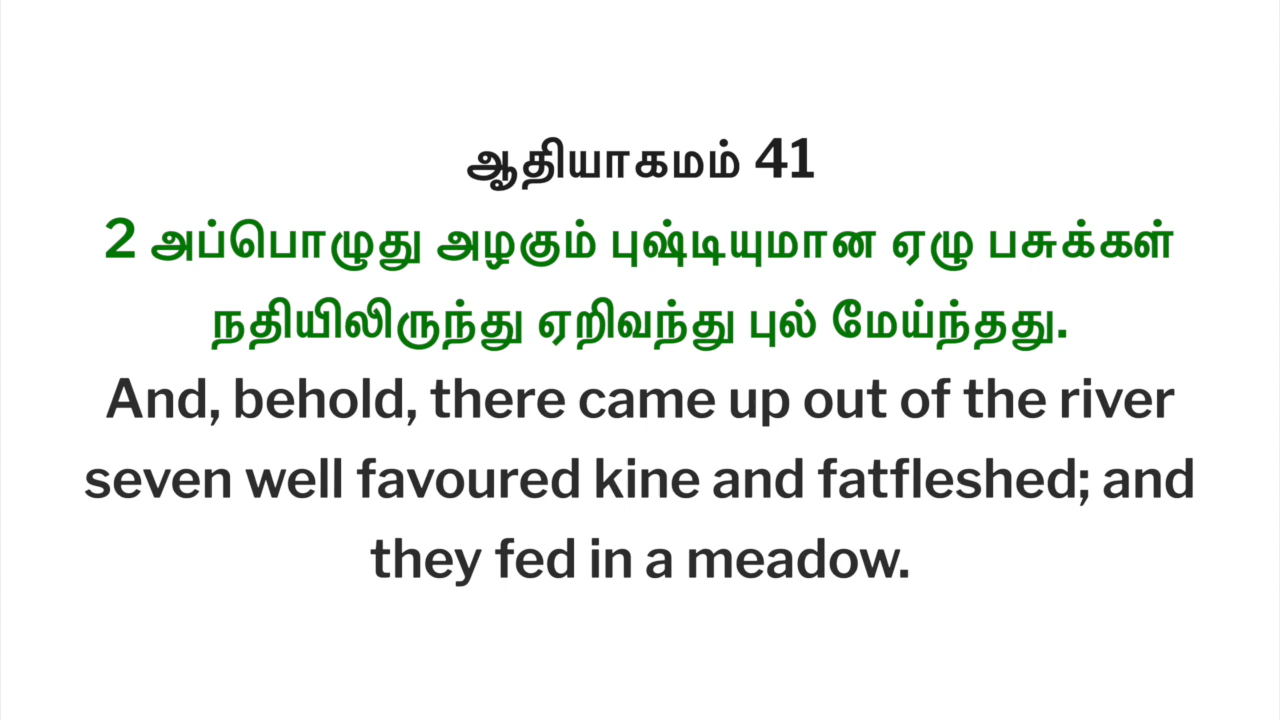 ஆதியாகமம் 41
2 அப்பொழுது அழகும் புஷ்டியுமான ஏழு பசுக்கள்
நதியிலிருந்து ஏறிவந்து புல் மேய்ந்தது.
And, behold, there came up out of the river
seven well favoured kine and fatfleshed; and
they fed in a meadow.